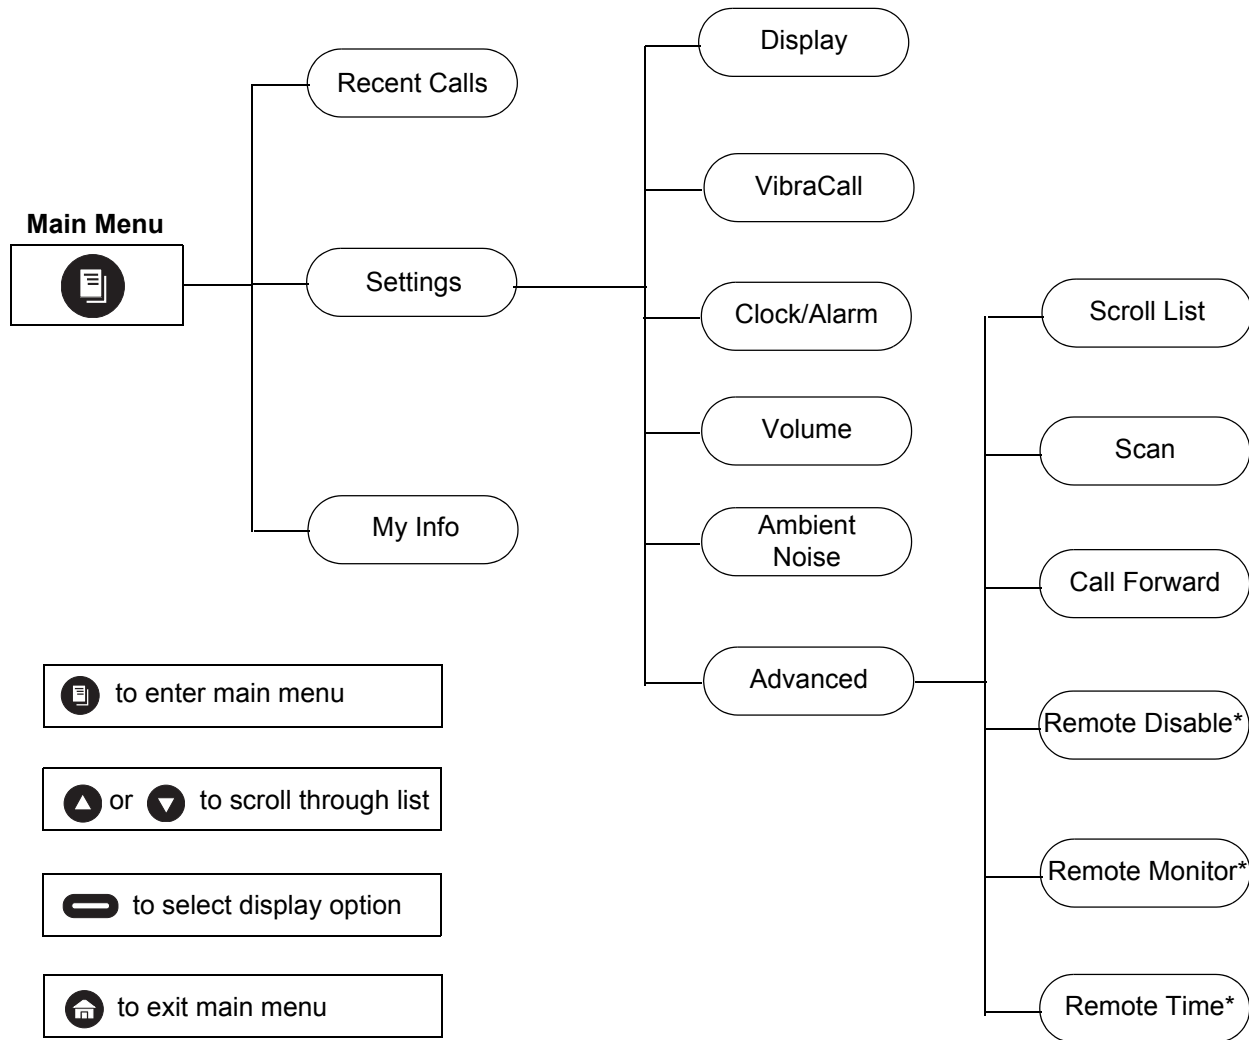 Main Menu
Recent Calls
Settings
My Info
Display
VibraCall
Clock/Alarm
Volume
Ambient
Noise
Advanced
Scroll List
Scan
Call Forward
Remote Disable*
Remote Monitor*
Remote Time*
to enter main menu
or to scroll through list
to select display option
to exit main menu